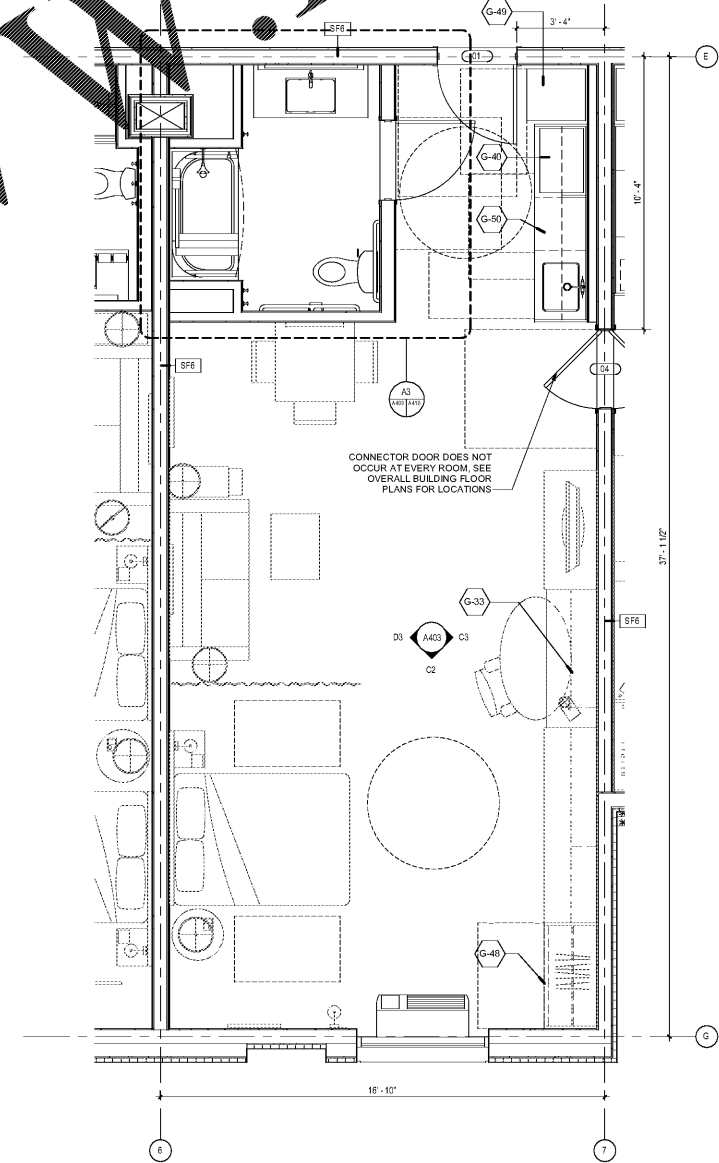 G-49
3' - 4"
SF6
01
E
G-40
10' - 4"
G-50
SF6
04
A3
A403 A410
CONNECTOR DOOR DOES NOT
OCCUR AT EVERY ROOM, SEE
OVERALL BUILDING FLOOR
PLANS FOR LOCATIONS
37' - 1 1/2"
G-33
SF6
D3 A403 C3
C2
G-48
G
16' - 10"
6
7